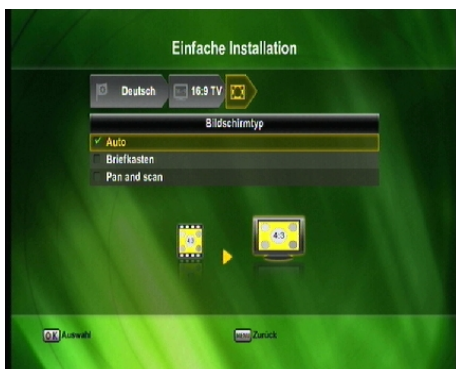 Einfache Installation
Deutsch 16:9 TV
Bildschirmtyp
Auto
Briefkasten
Pan and scan
4:3 4:3
OK Auswahl MENU Zurück